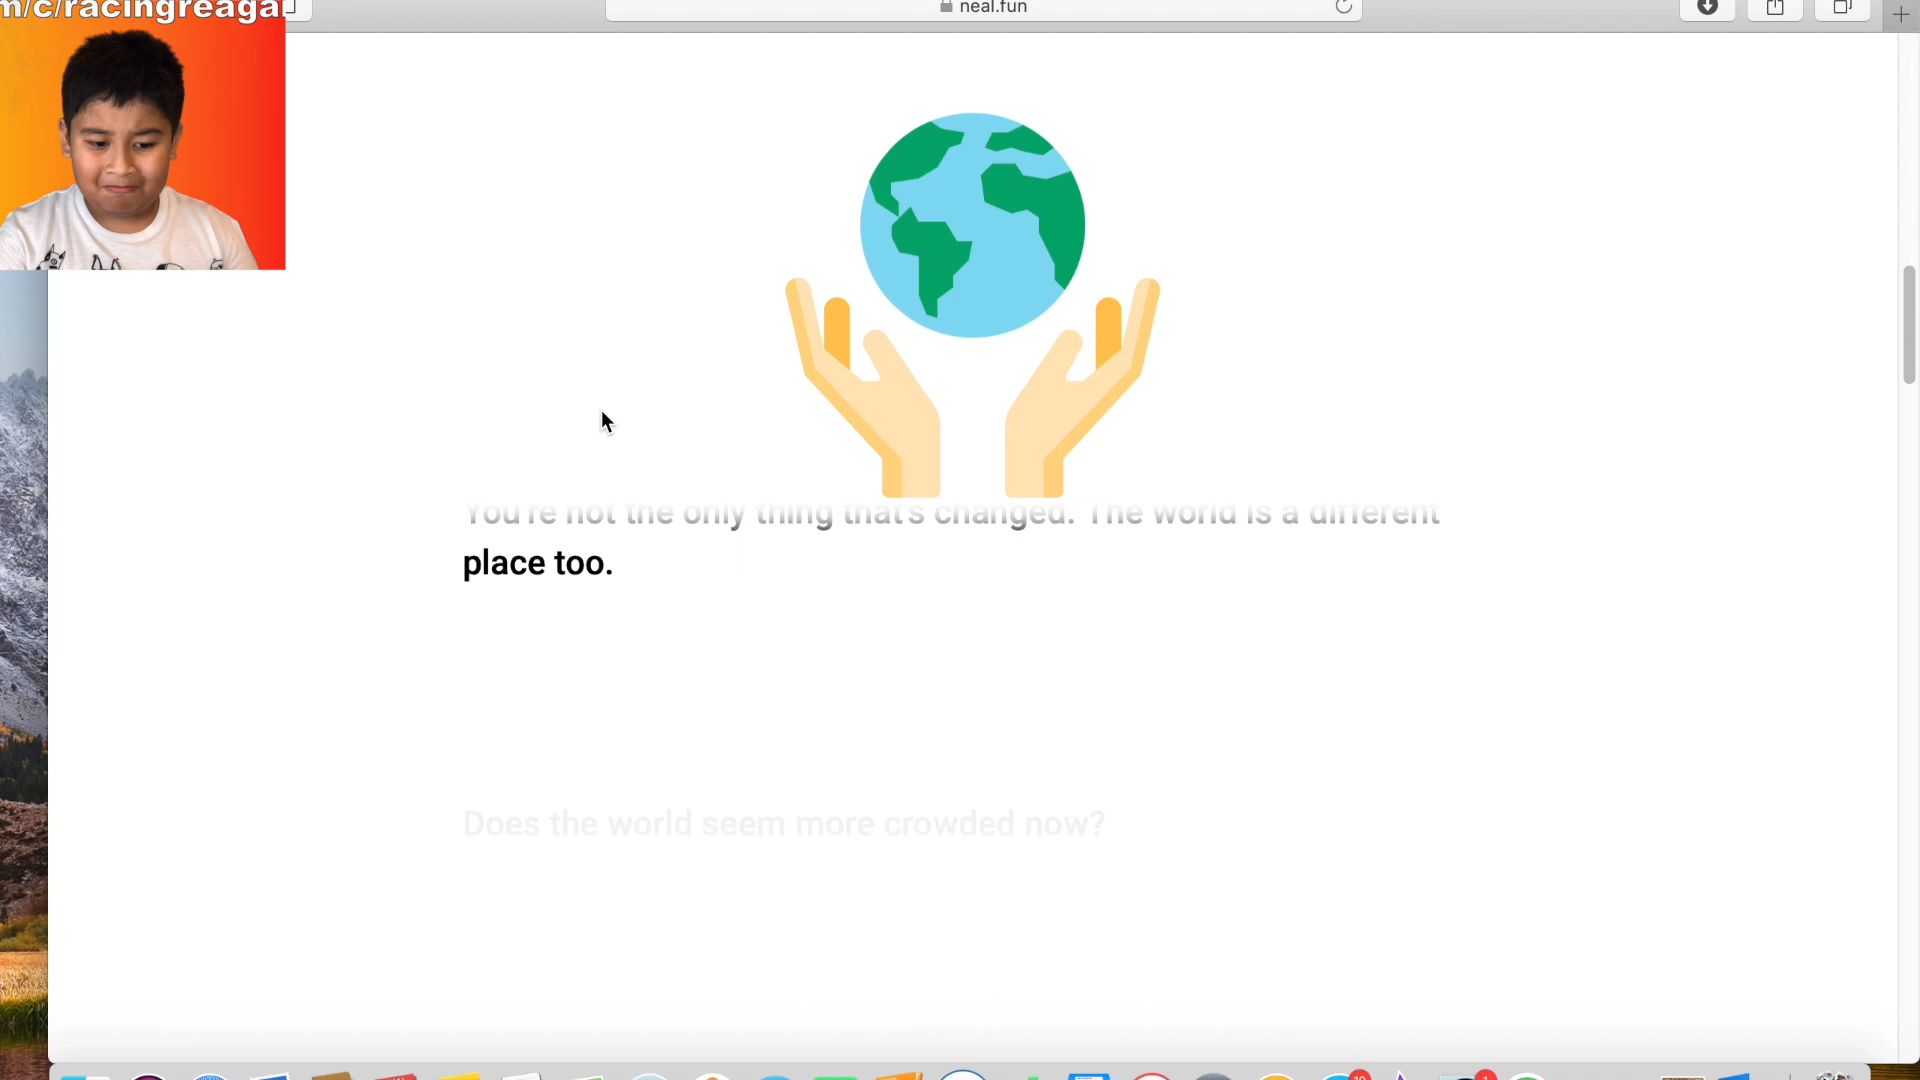 m/c/racingreagan
neal.fun
You're not the only thing that's changed. The world is a different
place too.
Does the world seem more crowded now?